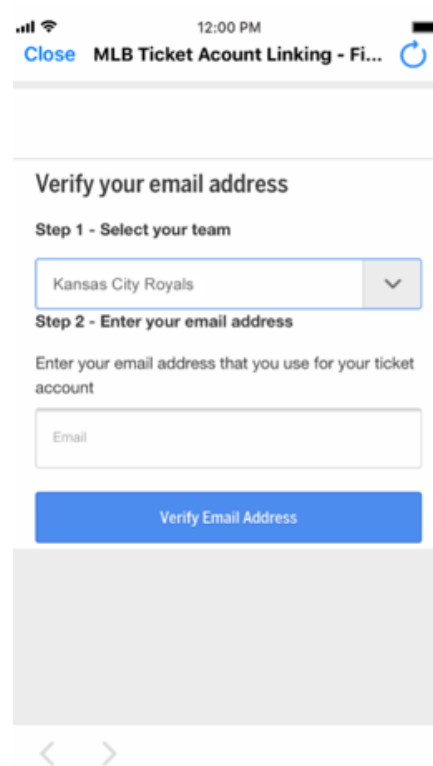 12:00 PM
Close MLB Ticket Acount Linking - Fi...
Verify your email address
Step 1 - Select your team
Kansas City Royals
Step 2 - Enter your email address
Enter your email address that you use for your ticket
account
Email
Verify Email Address